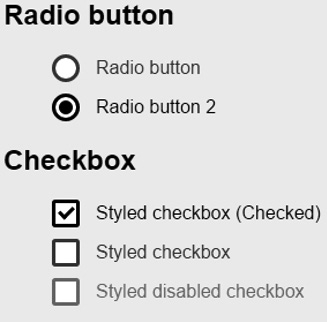 Radio button
Radio button
Radio button 2
Checkbox
Styled checkbox (Checked)
Styled checkbox
Styled disabled checkbox